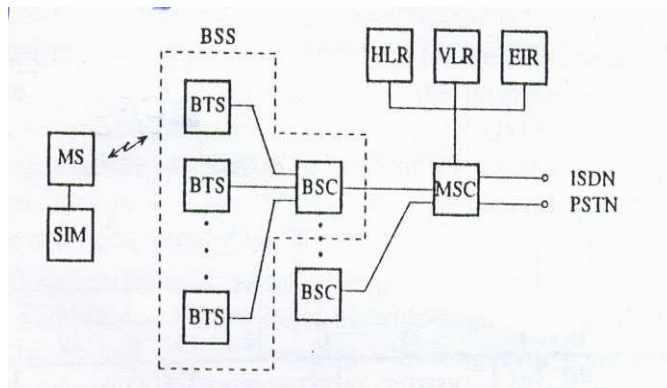 BSS
HLR VLR EIR
BTS
MS
BTS BSC MSC ISDN
PSTN
SIM
BSC
BTS